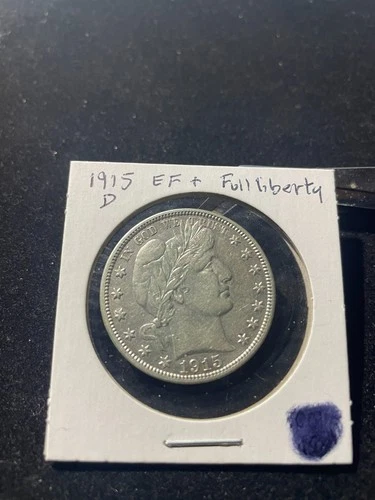 1915 EF+ Full liberty
D
IN GOD WE TRUST
1915